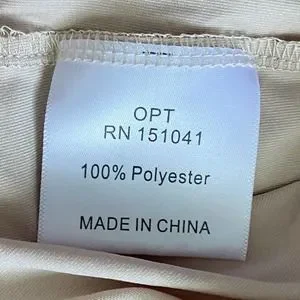 OPT
RN 151041
100% Polyester
MADE IN CHINA